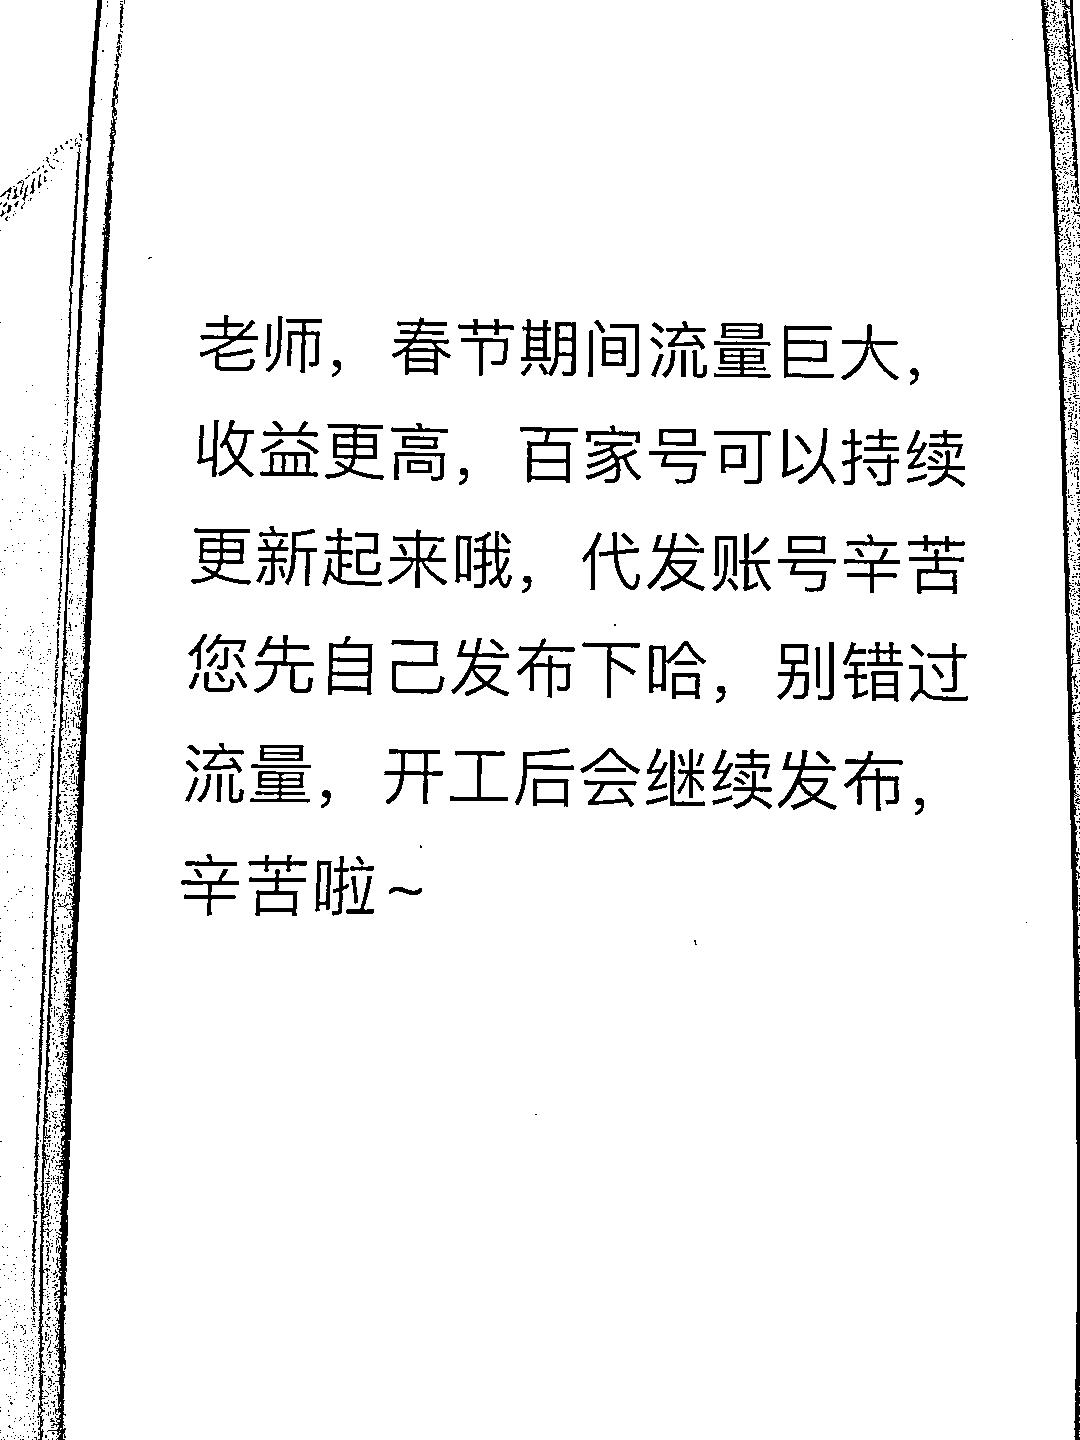 老师，春节期间流量巨大，
收益更高，百家号可以持续
更新起来哦，代发账号辛苦
您先自己发布下哈，别错过
流量，开工后会继续发布，
辛苦啦~